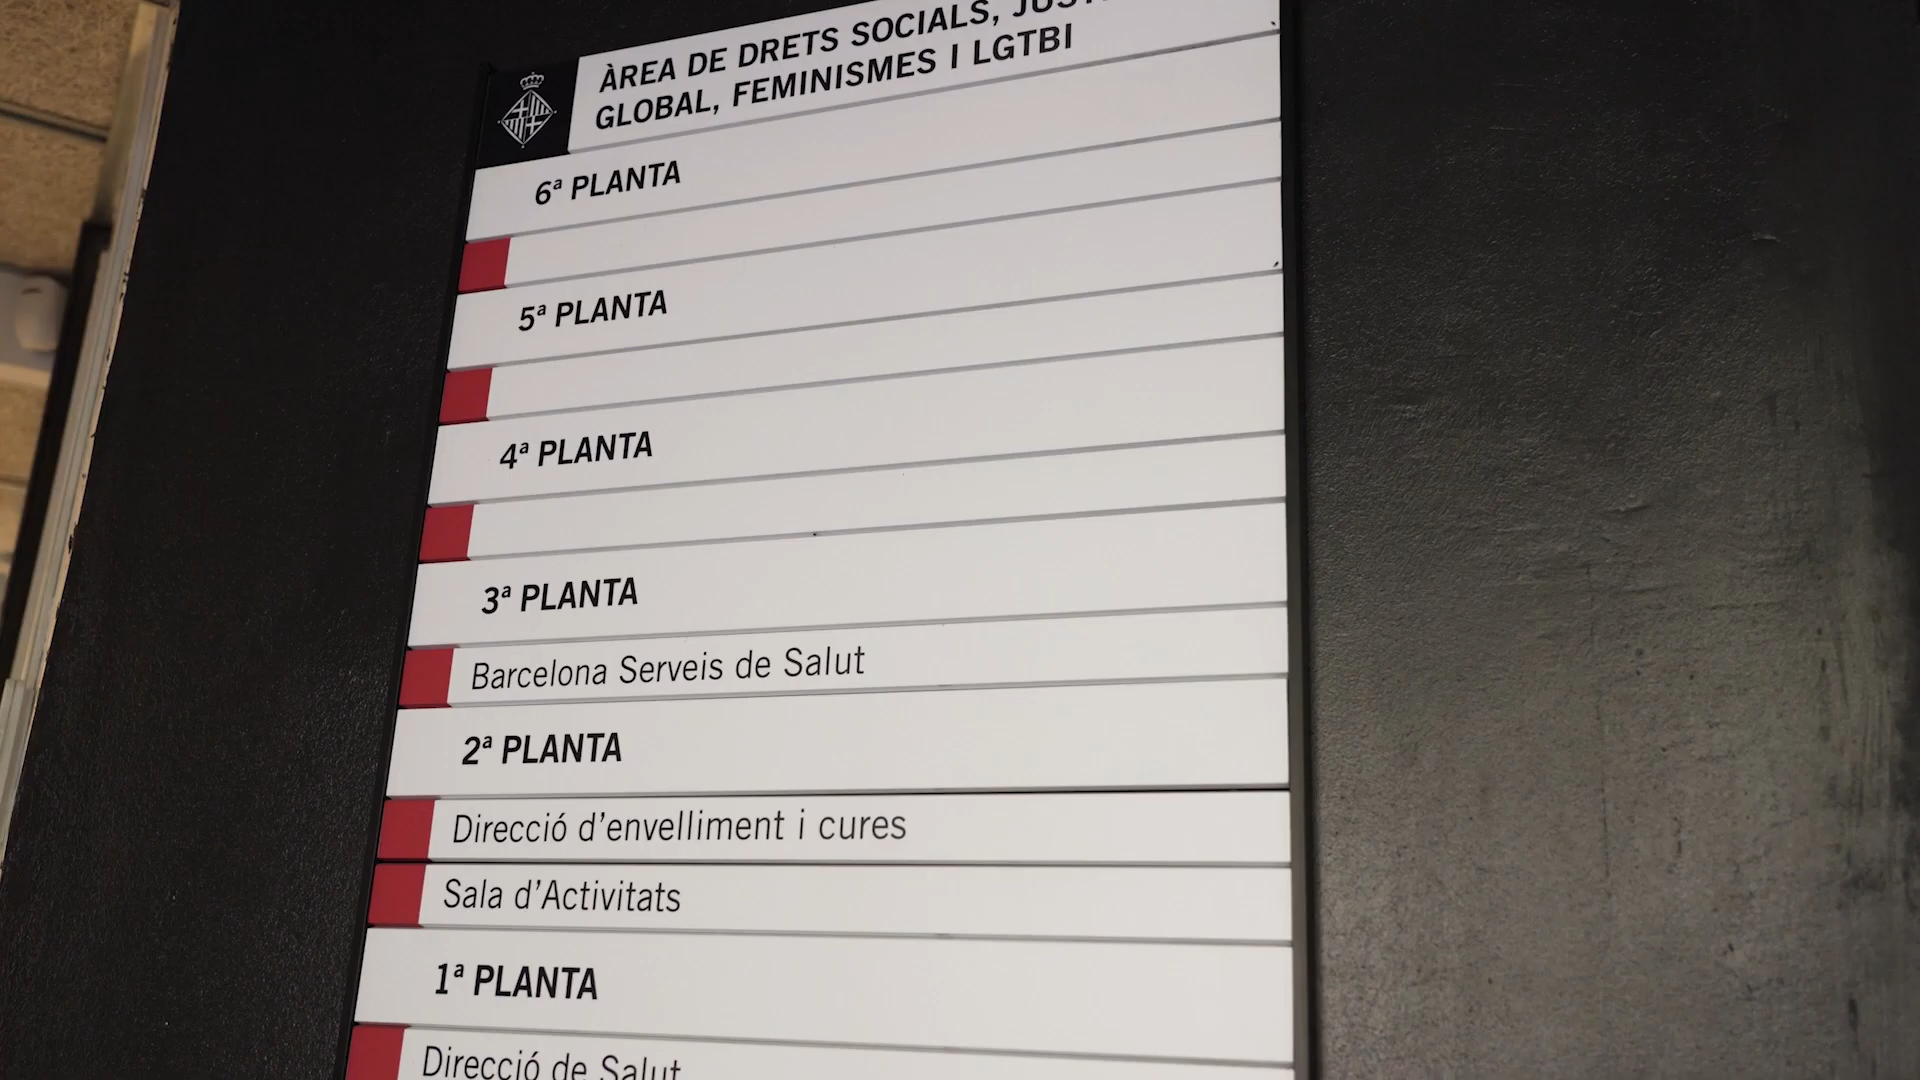 ÀREA DE DRETS SOCIALS,
GLOBAL, FEMINISMES I LGTBI
6ª PLANTA
5ª PLANTA
4ª PLANTA
3ª PLANTA
Barcelona Serveis de Salut
2ª PLANTA
Direcció d'envelliment i cures
Sala d'Activitats
1ª PLANTA
Direcció de Salut